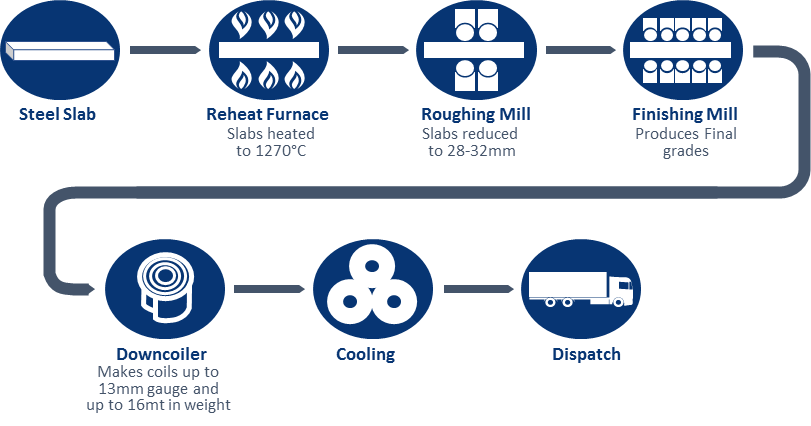 Steel Slab
Reheat Furnace
Slabs heated
to 1270°C
Roughing Mill
Slabs reduced
to 28-32mm
Finishing Mill
Produces Final
grades
Downcoiler
Makes coils up to
13mm gauge and
up to 16mt in weight
Cooling
Dispatch